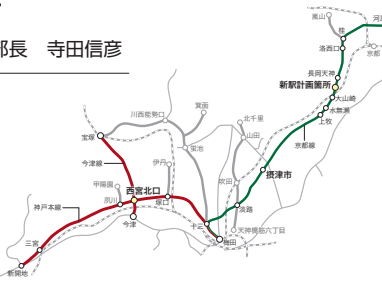 部長　寺田信彦
嵐山
桂
河原
洛西口
京都
長岡天神
新駅計画箇所
大山崎
水無瀬
上牧
京都線
箕面
川西能勢口
北千里
山田
宝塚
蛍池
今津線
伊丹
摂津市
甲陽園
西宮北口
吹田
夙川
塚口
神戸本線
淡路
今津
十三
三宮
天神橋筋六丁目
梅田
新開地